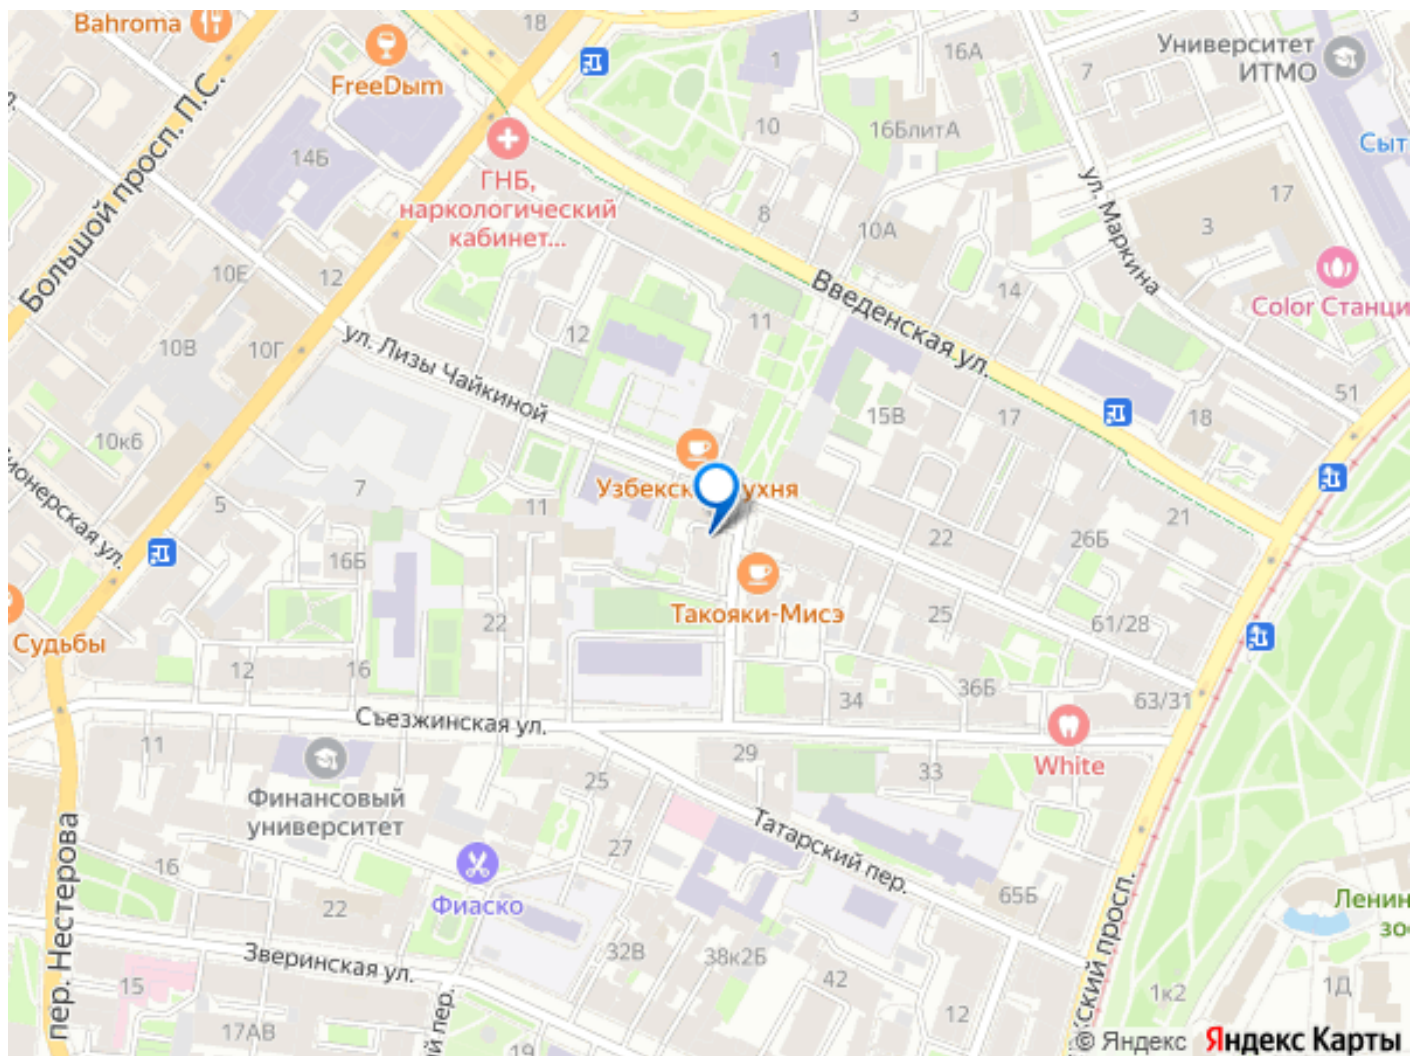 Bahroma
18
3
FreeDыm
1
16А
7
Университет
ИТМО
10
16БлитА
Сыт
14Б
ГНБ,
наркологический
кабинет...
Большой просп. П.С.
8
10А
ул. Маркина
17
3
Color Станци
10Е
12
Введенская ул.
14
11
12
10В
10Г
ул. Лизы Чайкиной
51
15В
17
18
10к6
7
11
5
Узбекск
ухня
22
21
26Б
16Б
Такояки-Мисэ
25
61/28
22
Судьбы
12
16
34
36Б
63/31
Съезжинская ул.
11
29
33
White
25
Финансовый
университет
Татарский пер.
27
16
22
Фиаско
65Б
пер. Нестерова
Зверинская ул.
32В
38к2Б
42
12
15
17АВ
19
1к2
1Д
© Яндекс
Яндекс Карты